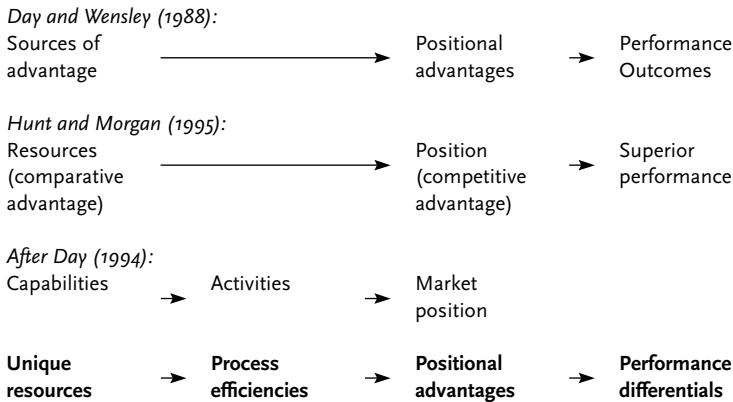 Day and Wensley (1988):
Sources of advantage
Positional advantages
Performance Outcomes
Hunt and Morgan (1995):
Resources (comparative advantage)
Position (competitive advantage)
Superior performance
After Day (1994):
Capabilities
Activities
Market position
Unique resources
Process efficiencies
Positional advantages
Performance differentials